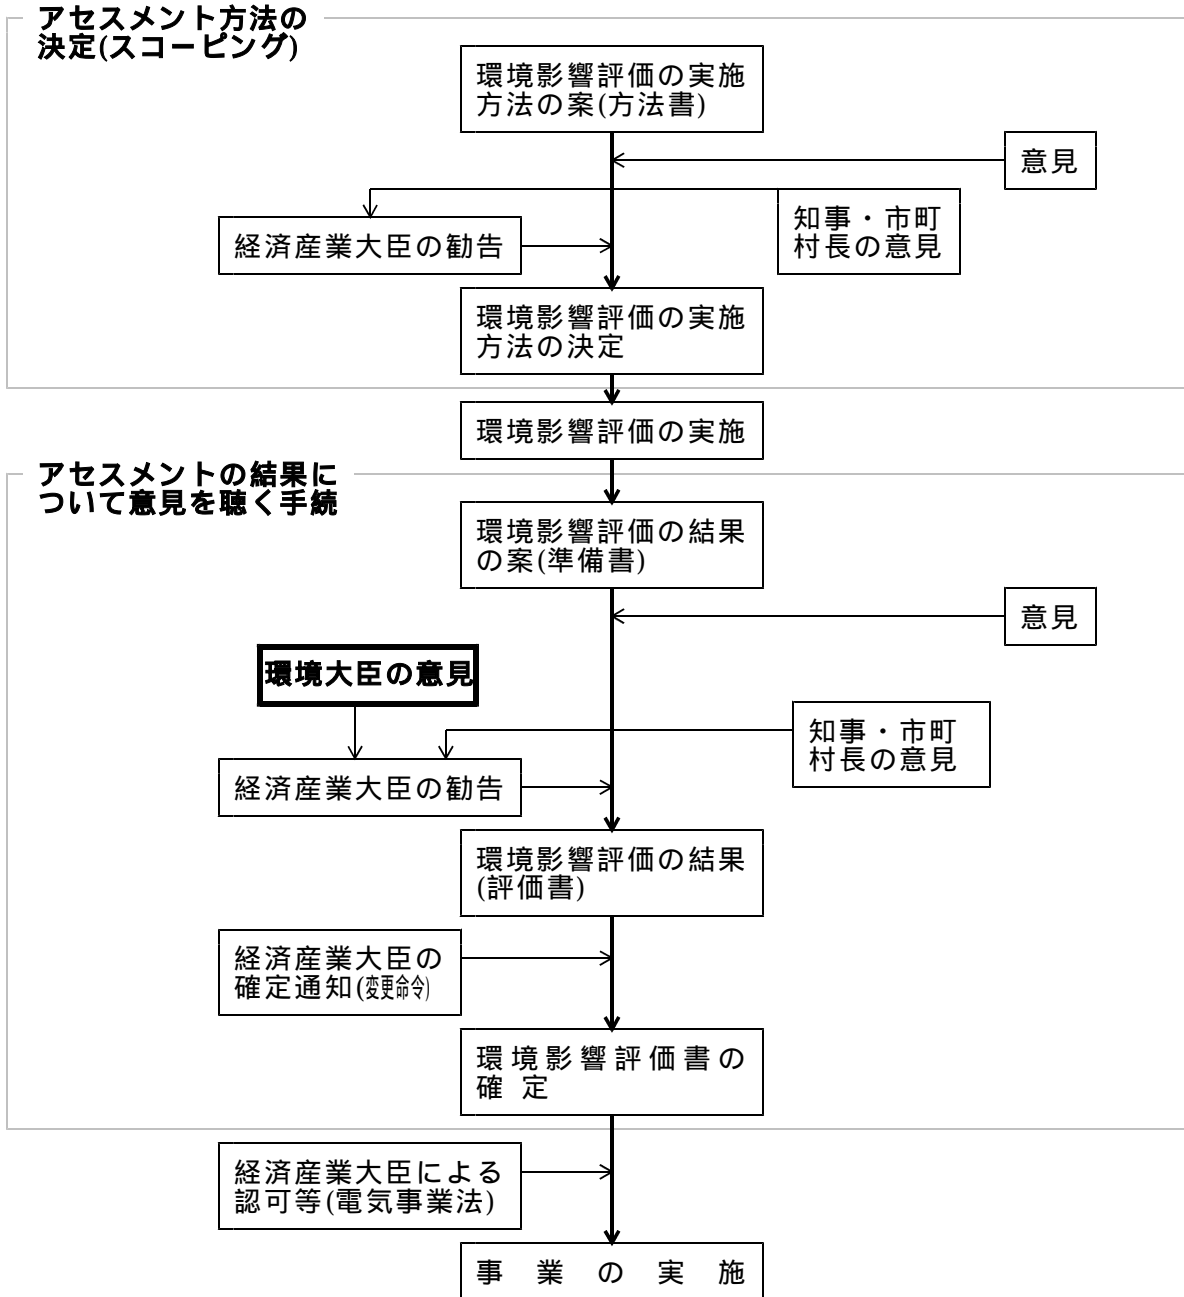 アセスメント方法の
決定(スコーピング)
環境影響評価の実施
方法の案(方法書)
意見
知事・市町
村長の意見
経済産業大臣の勧告
環境影響評価の実施
方法の決定
環境影響評価の実施
アセスメントの結果に
ついて意見を聴く手続
環境影響評価の結果
の案(準備書)
意見
環境大臣の意見
知事・市町
村長の意見
経済産業大臣の勧告
環境影響評価の結果
(評価書)
経済産業大臣の
確定通知(変更命令)
環境影響評価書の
確 定
経済産業大臣による
認可等(電気事業法)
事 業 の 実 施